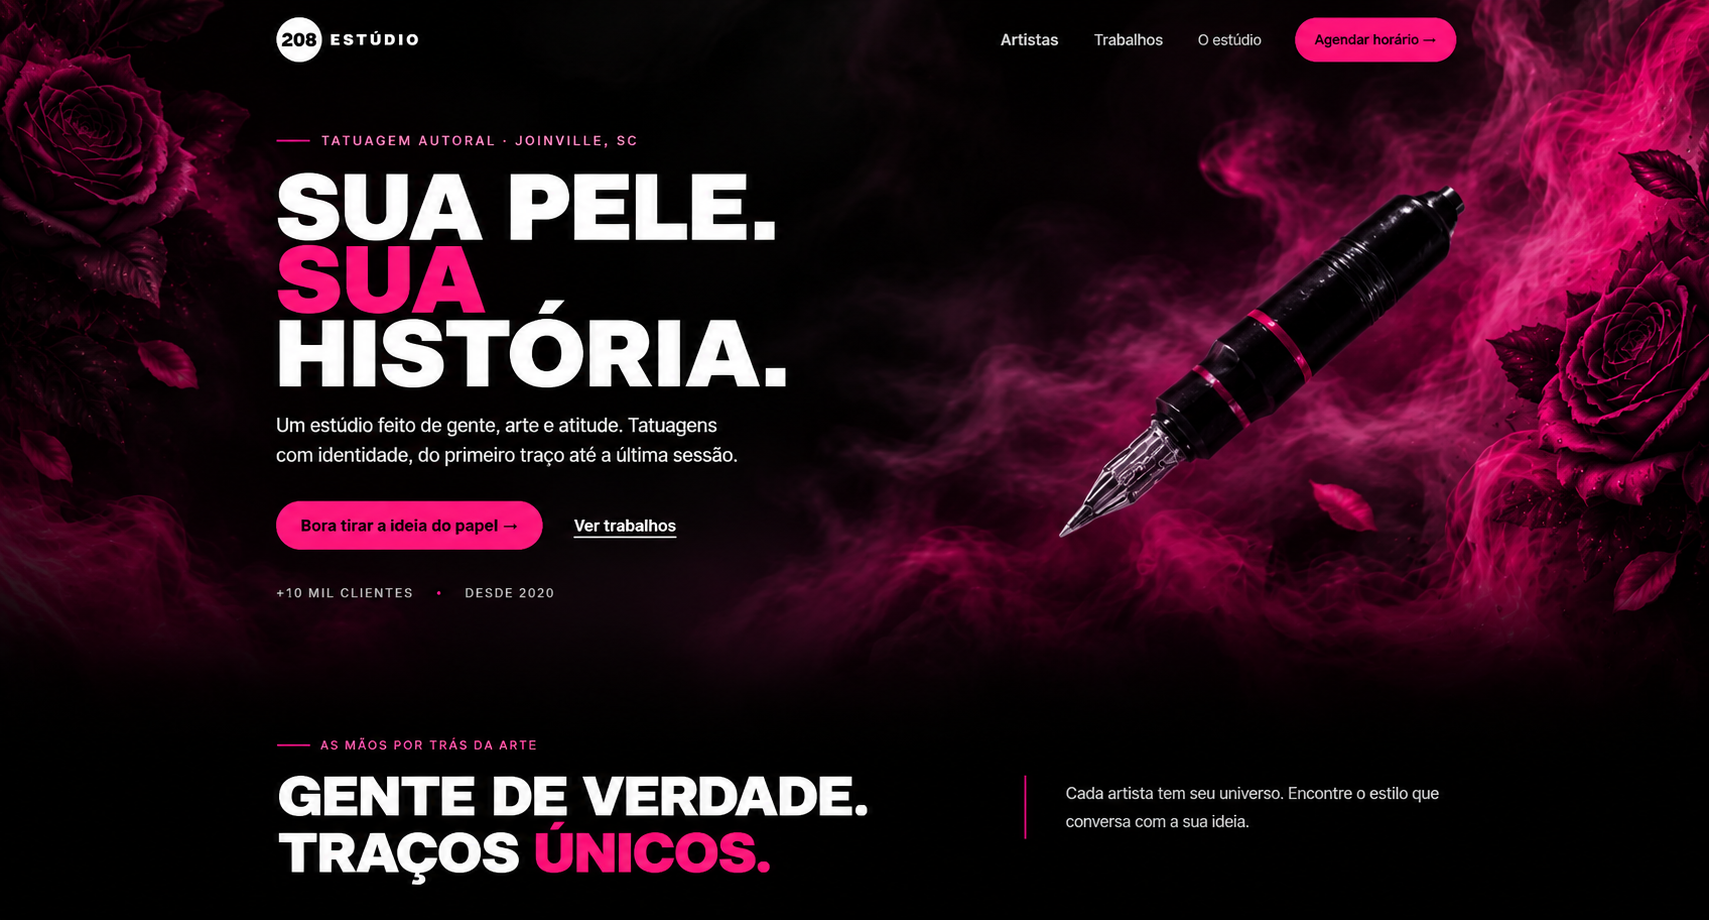 208 ESTÚDIO
Artistas
Trabalhos
O estúdio
Agendar horário →
TATUAGEM AUTORAL · JOINVILLE, SC
SUA PELE.
SUA
HISTÓRIA.
Um estúdio feito de gente, arte e atitude. Tatuagens
com identidade, do primeiro traço até a última sessão.
Bora tirar a ideia do papel →
Ver trabalhos
+10 MIL CLIENTES • DESDE 2020
AS MÃOS POR TRÁS DA ARTE
GENTE DE VERDADE.
TRAÇOS ÚNICOS.
Cada artista tem seu universo. Encontre o estilo que
conversa com a sua ideia.